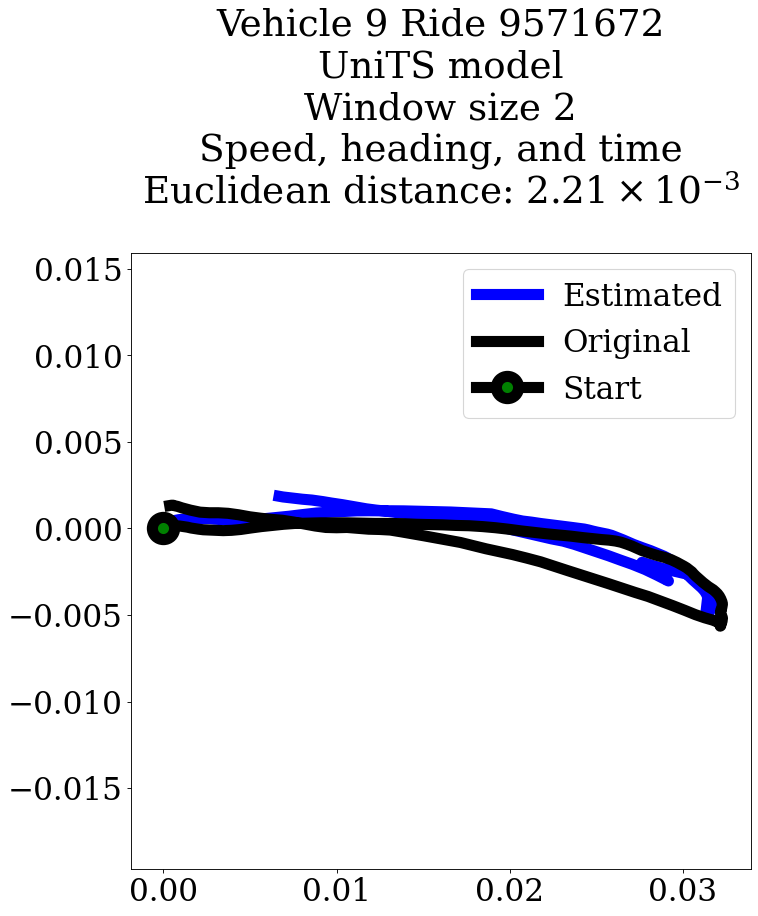 Vehicle 9 Ride 9571672
UniTS model
Window size 2
Speed, heading, and time
Euclidean distance: 2.21 × 10⁻³
Estimated
Original
Start
0.015
0.010
0.005
0.000
−0.005
−0.010
−0.015
0.00 0.01 0.02 0.03